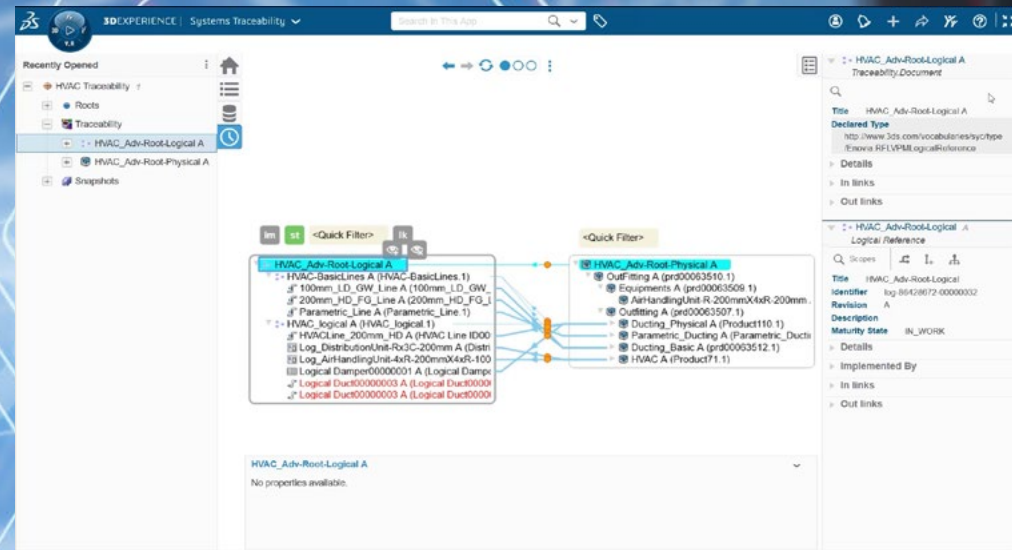 3DEXPERIENCE | Systems Traceability
Search In This App
V.R
Recently Opened
HVAC Traceability
Roots
Traceability
HVAC_Adv-Root-Logical A
HVAC_Adv-Root-Physical A
Snapshots
lm st <Quick Filter> lk
HVAC_Adv-Root-Logical A
HVAC-BasicLines A (HVAC-BasicLines.1)
100mm_LD_GW_Line A (100mm_LD_GW_
200mm_HD_FG_Line A (200mm_HD_FG_L
Parametric_Line A (Parametric_Line.1)
HVAC_logical A (HVAC_logical.1)
HVACLine_200mm_HD A (HVAC Line ID00
Log_DistributionUnit-Rx3C-200mm A (Distri
Log_AirHandlingUnit-4xR-200mmX4xR-100
Logical Damper00000001 A (Logical Dampe
Logical Duct00000003 A (Logical Duct0000
Logical Duct00000003 A (Logical Duct0000
<Quick Filter>
HVAC_Adv-Root-Physical A
OutFitting A (prd00063510.1)
Equipments A (prd00063509.1)
AirHandlingUnit-R-200mmX4xR-200mm
Outfitting A (prd00063507.1)
Ducting_Physical A (Product110.1)
Parametric_Ducting A (Parametric_Ducti
Ducting_Basic A (prd00063512.1)
HVAC A (Product71.1)
HVAC_Adv-Root-Logical A
No properties available.
HVAC_Adv-Root-Logical A
Traceability.Document
Title HVAC_Adv-Root-Logical A
Declared Type
http://www.3ds.com/vocabularies/syc/type
/Enovia.RFLVPMLogicalReference
Details
In links
Out links
HVAC_Adv-Root-Logical A
Logical Reference
Scopes
Title HVAC_Adv-Root-Logical
Identifier log-86428672-00000032
Revision A
Description
Maturity State IN_WORK
Details
Implemented By
In links
Out links